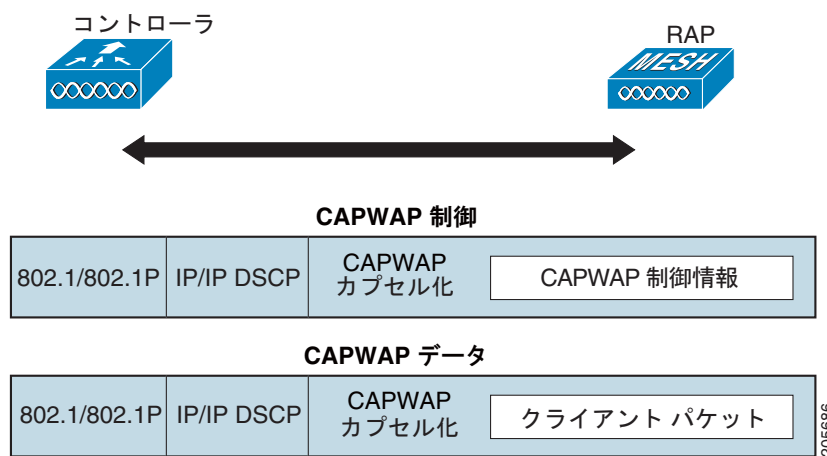 コントローラ
RAP
MESH
CAPWAP 制御
802.1/802.1P IP/IP DSCP CAPWAP
カプセル化 CAPWAP 制御情報
CAPWAP データ
802.1/802.1P IP/IP DSCP CAPWAP
カプセル化 クライアント パケット
205686